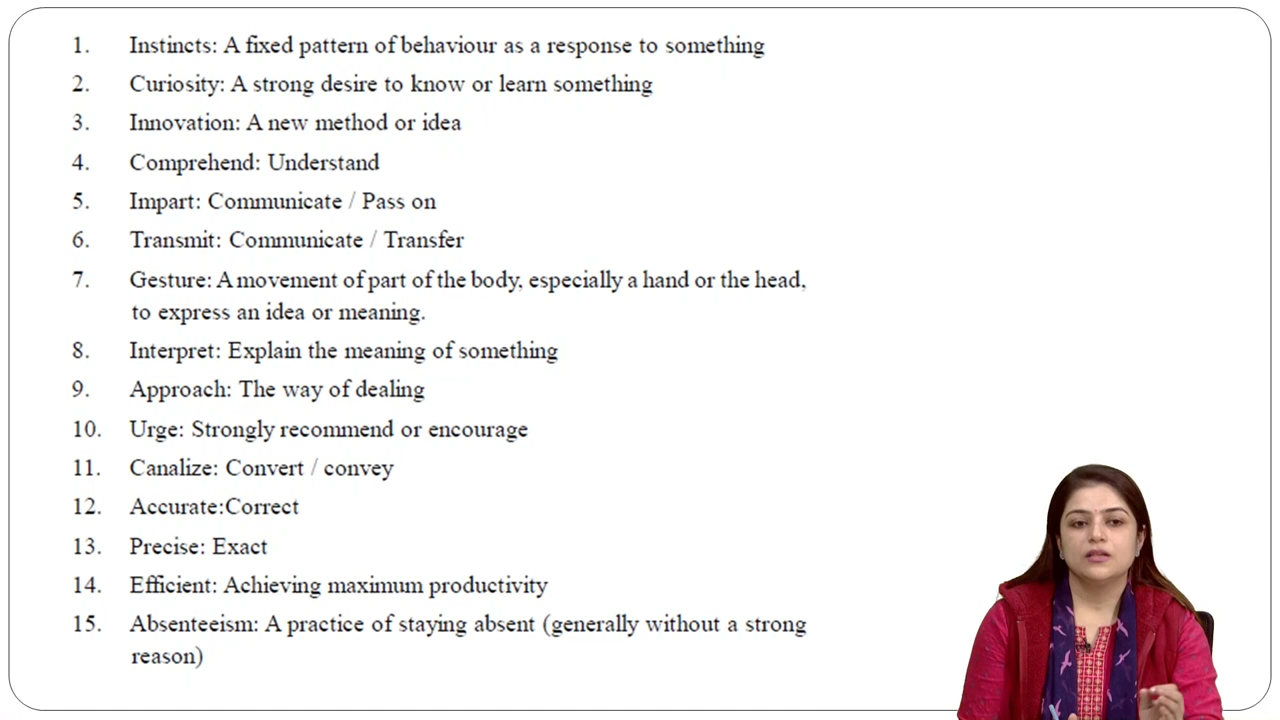 1. Instincts: A fixed pattern of behaviour as a response to something
2. Curiosity: A strong desire to know or learn something
3. Innovation: A new method or idea
4. Comprehend: Understand
5. Impart: Communicate / Pass on
6. Transmit: Communicate / Transfer
7. Gesture: A movement of part of the body, especially a hand or the head,
to express an idea or meaning.
8. Interpret: Explain the meaning of something
9. Approach: The way of dealing
10. Urge: Strongly recommend or encourage
11. Canalize: Convert / convey
12. Accurate:Correct
13. Precise: Exact
14. Efficient: Achieving maximum productivity
15. Absenteeism: A practice of staying absent (generally without a strong
reason)